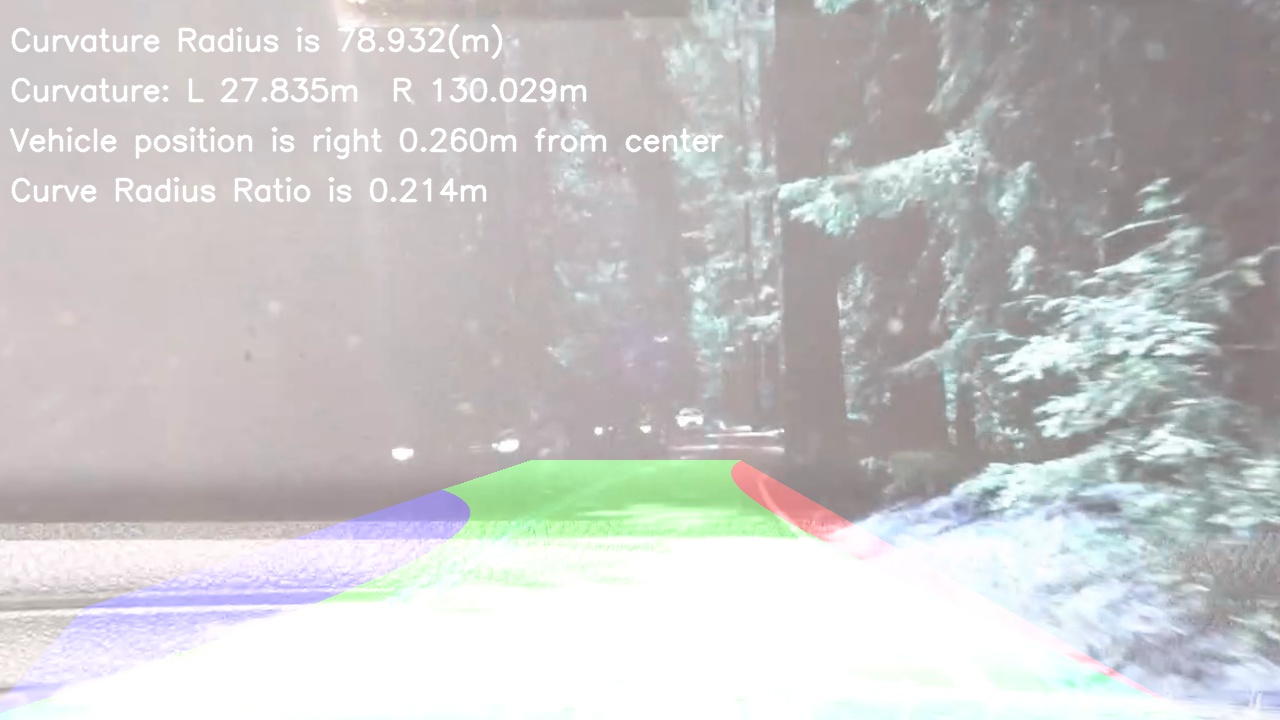 Curvature Radius is 78.932(m)
Curvature: L 27.835m R 130.029m
Vehicle position is right 0.260m from center
Curve Radius Ratio is 0.214m